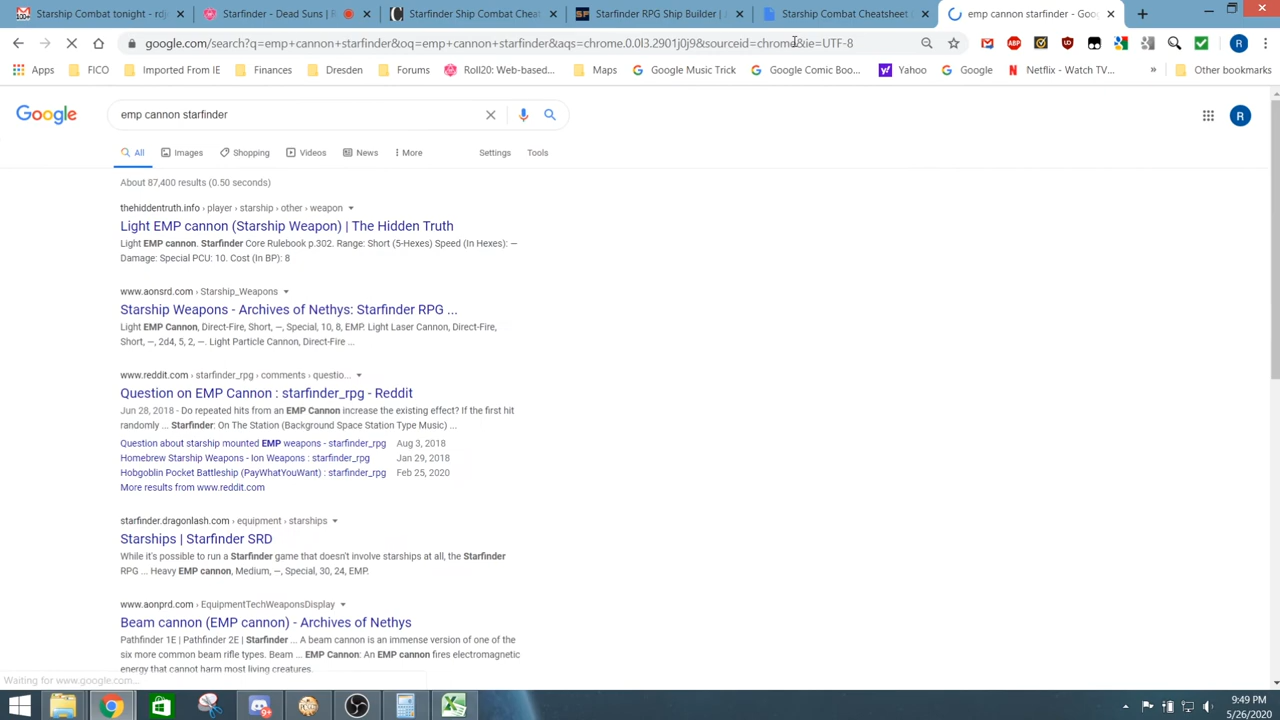 Starship Combat tonight - rd
Starfinder - Dead Suns |
Starfinder Ship Combat Cheat
Starfinder RPG Ship Builder | A
Starship Combat Cheatsheet
emp cannon starfinder - Goo
google.com/search?q=emp+cannon+starfinder&oq=emp+cannon+starfinder&aqs=chrome.0.0l3.2901j0j9&sourceid=chrome&ie=UTF-8
Apps FICO Imported From IE Finances Dresden Forums Roll20: Web-based... Maps Google Music Trick Google Comic Boo... Yahoo Google Netflix - Watch TV... » Other bookmarks
Google
emp cannon starfinder
R
All Images Shopping Videos News More Settings Tools
About 87,400 results (0.50 seconds)
thehiddentruth.info › player › starship › other › weapon
Light EMP cannon (Starship Weapon) | The Hidden Truth
Light EMP cannon. Starfinder Core Rulebook p.302. Range: Short (5-Hexes) Speed (In Hexes): —
Damage: Special PCU: 10. Cost (In BP): 8
www.aonsrd.com › Starship_Weapons
Starship Weapons - Archives of Nethys: Starfinder RPG ...
Light EMP Cannon, Direct-Fire, Short, —, Special, 10, 8, EMP. Light Laser Cannon, Direct-Fire,
Short, —, 2d4, 5, 2, —. Light Particle Cannon, Direct-Fire ...
www.reddit.com › starfinder_rpg › comments › questio...
Question on EMP Cannon : starfinder_rpg - Reddit
Jun 28, 2018 - Do repeated hits from an EMP Cannon increase the existing effect? If the first hit
randomly ... Starfinder: On The Station (Background Space Station Type Music) ...
Question about starship mounted EMP weapons - starfinder_rpg Aug 3, 2018
Homebrew Starship Weapons - Ion Weapons : starfinder_rpg Jan 29, 2018
Hobgoblin Pocket Battleship (PayWhatYouWant) : starfinder_rpg Feb 25, 2020
More results from www.reddit.com
starfinder.dragonlash.com › equipment › starships
Starships | Starfinder SRD
While it's possible to run a Starfinder game that doesn't involve starships at all, the Starfinder
RPG ... Heavy EMP cannon, Medium, —, Special, 30, 24, EMP.
www.aonprd.com › EquipmentTechWeaponsDisplay
Beam cannon (EMP cannon) - Archives of Nethys
Pathfinder 1E | Pathfinder 2E | Starfinder ... A beam cannon is an immense version of one of the
six more common beam rifle types. Beam ... EMP Cannon: An EMP cannon fires electromagnetic
energy that cannot harm most living creatures.
Waiting for www.google.com...
9:49 PM
5/26/2020